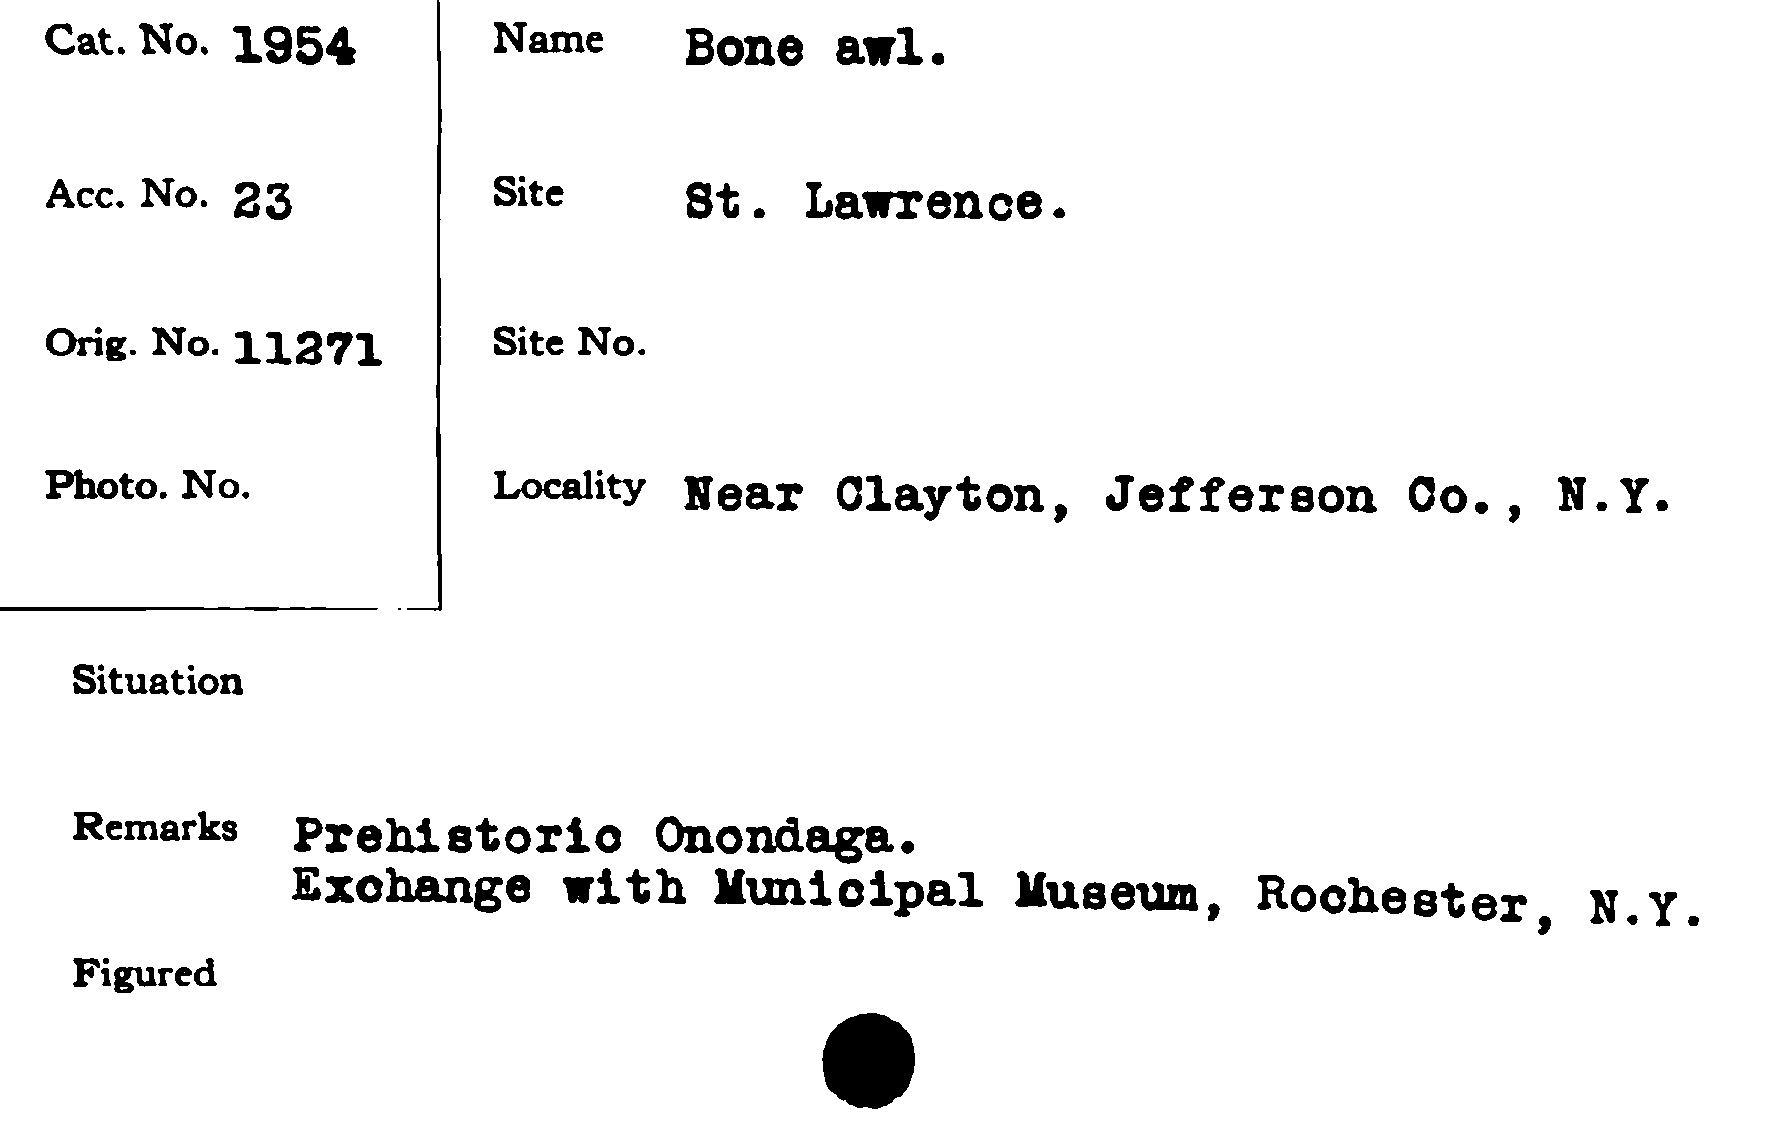 Cat. No. 1954
Name Bone awl.
Acc. No. 23
Site St. Lawrence.
Orig. No. 11271
Site No.
Photo. No.
Locality Near Clayton, Jefferson Co., N.Y.
Situation
Remarks Prehistoric Onondaga.
Exchange with Municipal Museum, Rochester, N.Y.
Figured